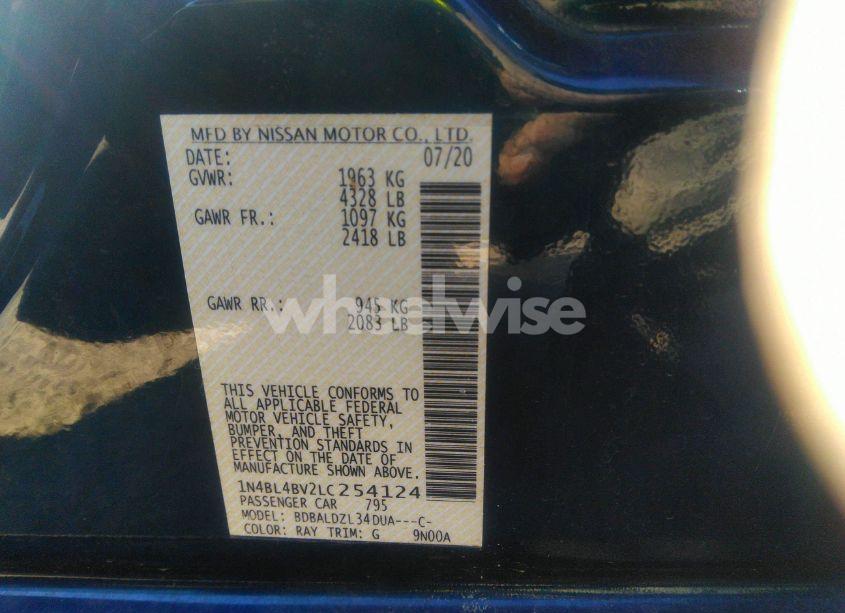 MFD BY NISSAN MOTOR CO., LTD.
DATE: 07/20
GVWR: 1963 KG
4328 LB
GAWR FR.: 1097 KG
2418 LB
GAWR RR.: 945 KG
2083 LB
wheelwise
THIS VEHICLE CONFORMS TO
ALL APPLICABLE FEDERAL
MOTOR VEHICLE SAFETY,
BUMPER, AND THEFT
PREVENTION STANDARDS IN
EFFECT ON THE DATE OF
MANUFACTURE SHOWN ABOVE.
1N4BL4BV2LC254124
PASSENGER CAR 795
MODEL: BDBALDZL34DUA---C-
COLOR: RAY TRIM: G 9N00A